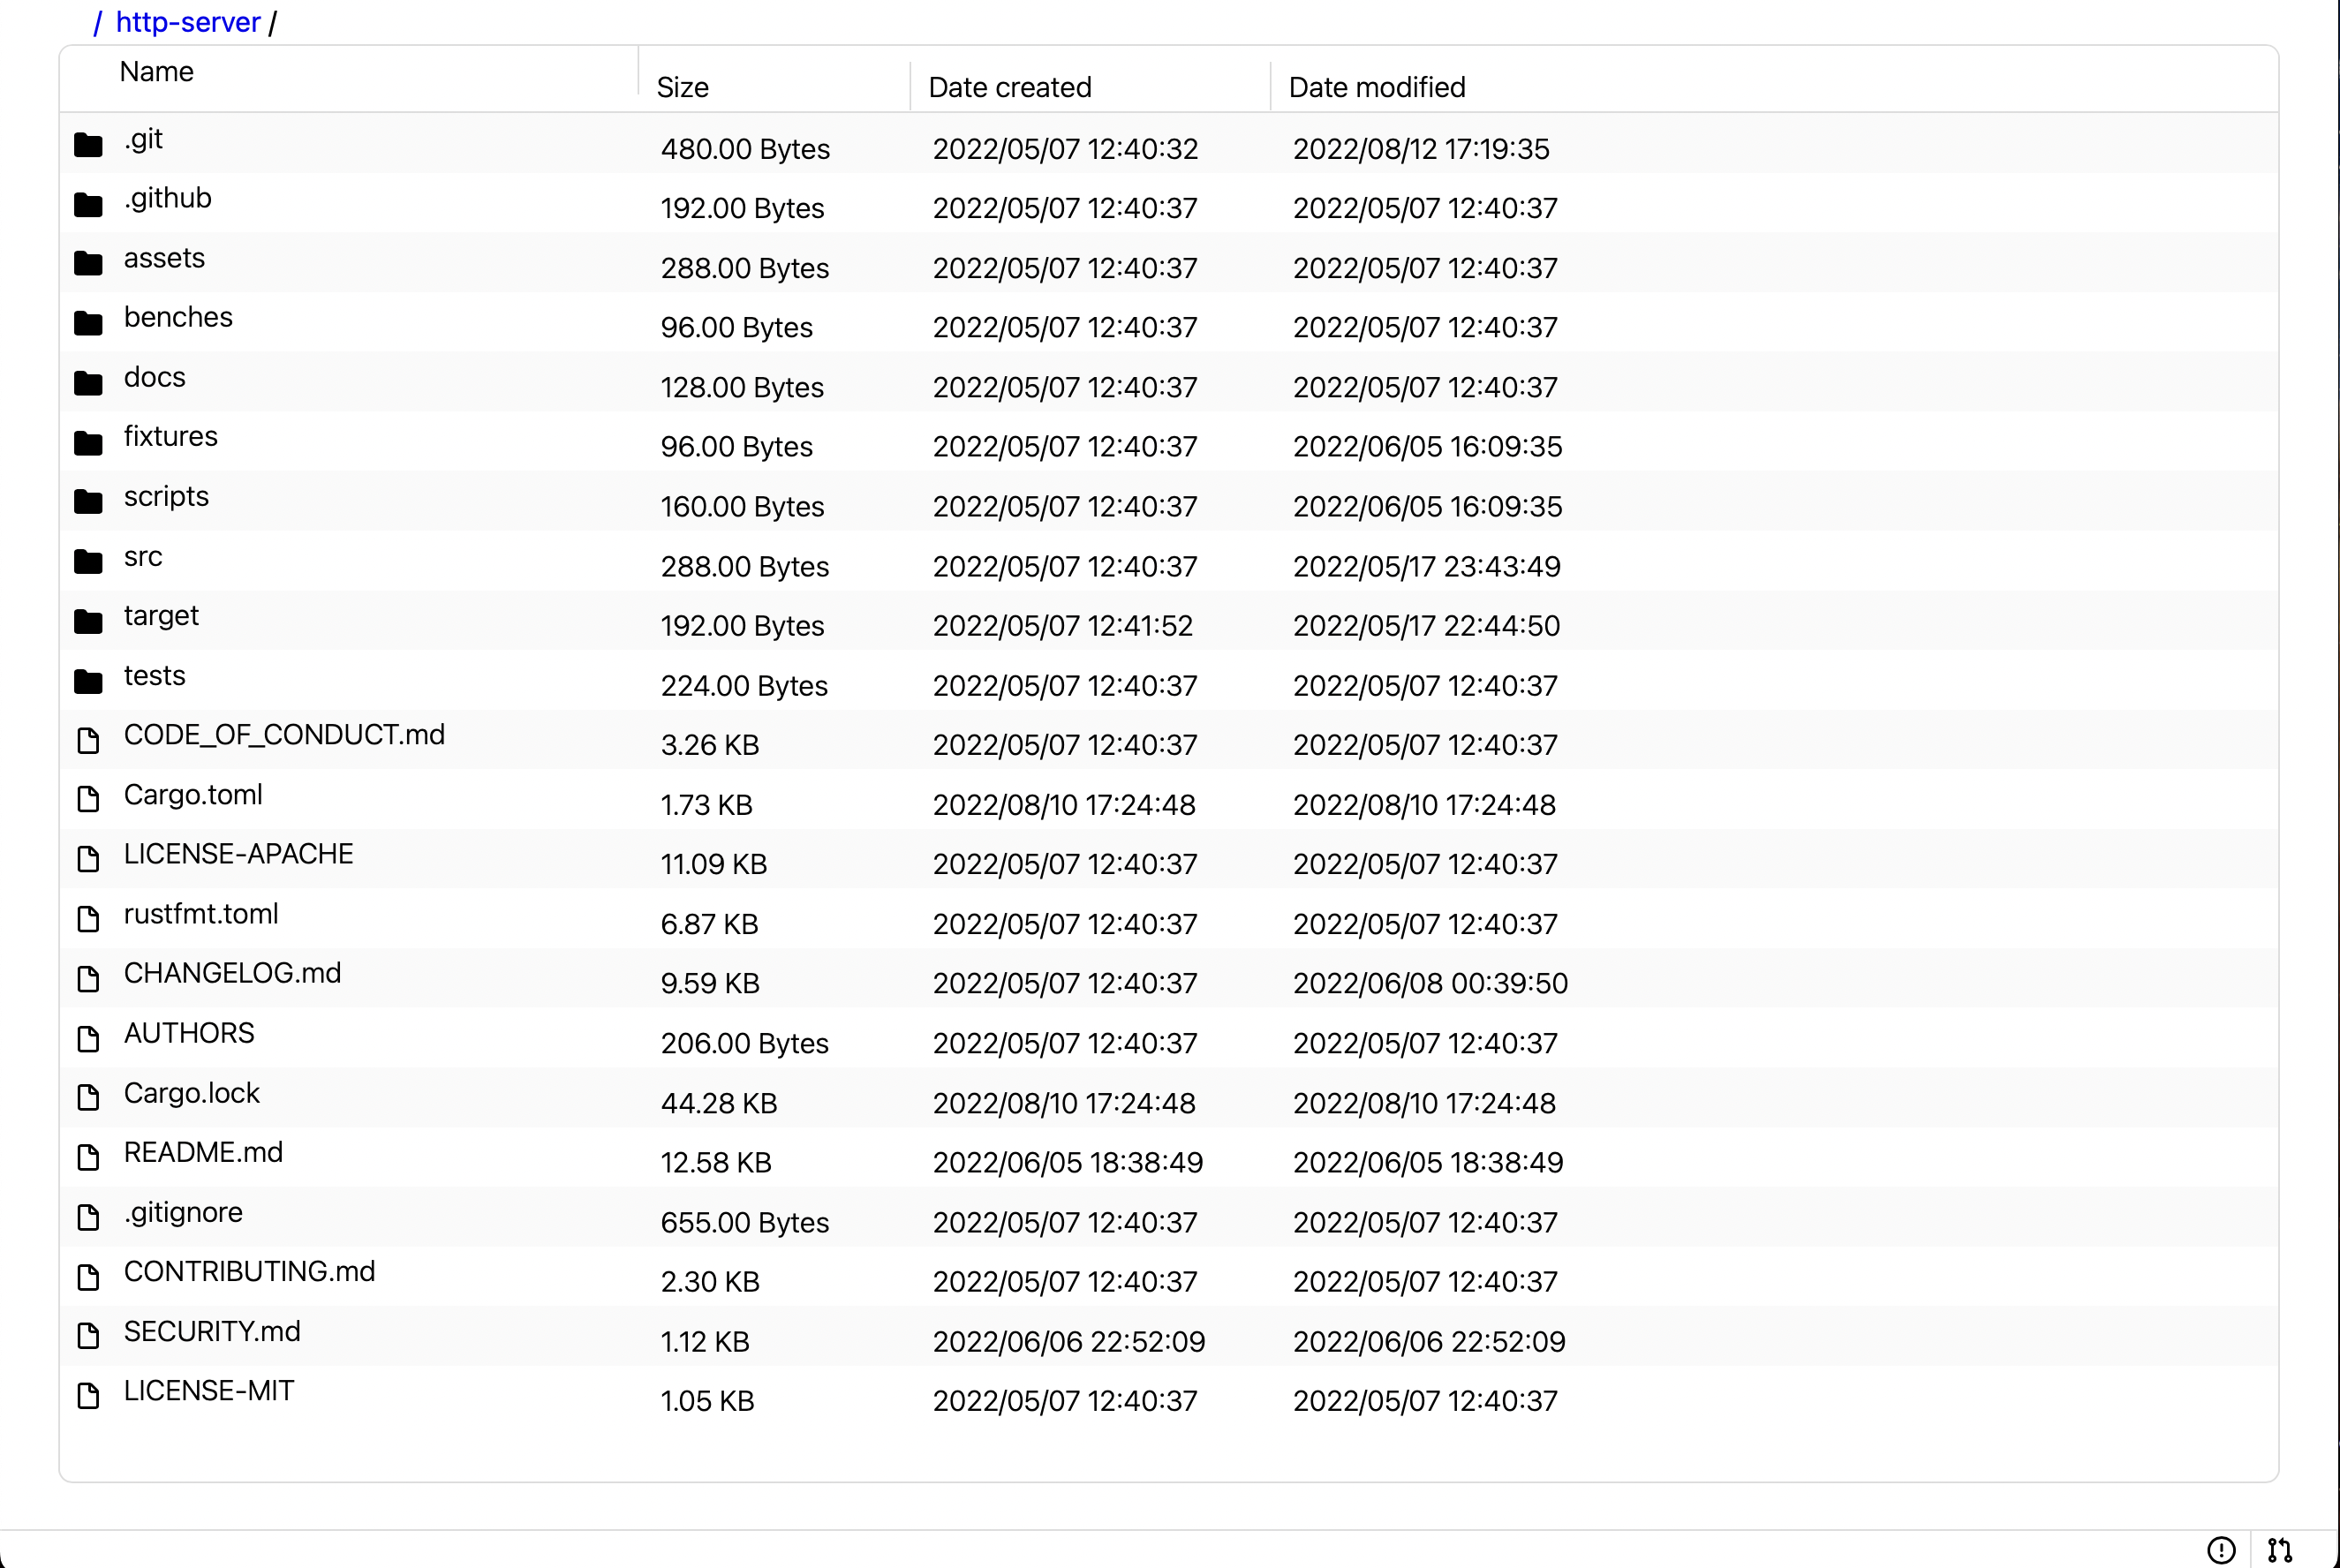 / http-server /
Name Size Date created Date modified
.git 480.00 Bytes 2022/05/07 12:40:32 2022/08/12 17:19:35
.github 192.00 Bytes 2022/05/07 12:40:37 2022/05/07 12:40:37
assets 288.00 Bytes 2022/05/07 12:40:37 2022/05/07 12:40:37
benches 96.00 Bytes 2022/05/07 12:40:37 2022/05/07 12:40:37
docs 128.00 Bytes 2022/05/07 12:40:37 2022/05/07 12:40:37
fixtures 96.00 Bytes 2022/05/07 12:40:37 2022/06/05 16:09:35
scripts 160.00 Bytes 2022/05/07 12:40:37 2022/06/05 16:09:35
src 288.00 Bytes 2022/05/07 12:40:37 2022/05/17 23:43:49
target 192.00 Bytes 2022/05/07 12:41:52 2022/05/17 22:44:50
tests 224.00 Bytes 2022/05/07 12:40:37 2022/05/07 12:40:37
CODE_OF_CONDUCT.md 3.26 KB 2022/05/07 12:40:37 2022/05/07 12:40:37
Cargo.toml 1.73 KB 2022/08/10 17:24:48 2022/08/10 17:24:48
LICENSE-APACHE 11.09 KB 2022/05/07 12:40:37 2022/05/07 12:40:37
rustfmt.toml 6.87 KB 2022/05/07 12:40:37 2022/05/07 12:40:37
CHANGELOG.md 9.59 KB 2022/05/07 12:40:37 2022/06/08 00:39:50
AUTHORS 206.00 Bytes 2022/05/07 12:40:37 2022/05/07 12:40:37
Cargo.lock 44.28 KB 2022/08/10 17:24:48 2022/08/10 17:24:48
README.md 12.58 KB 2022/06/05 18:38:49 2022/06/05 18:38:49
.gitignore 655.00 Bytes 2022/05/07 12:40:37 2022/05/07 12:40:37
CONTRIBUTING.md 2.30 KB 2022/05/07 12:40:37 2022/05/07 12:40:37
SECURITY.md 1.12 KB 2022/06/06 22:52:09 2022/06/06 22:52:09
LICENSE-MIT 1.05 KB 2022/05/07 12:40:37 2022/05/07 12:40:37